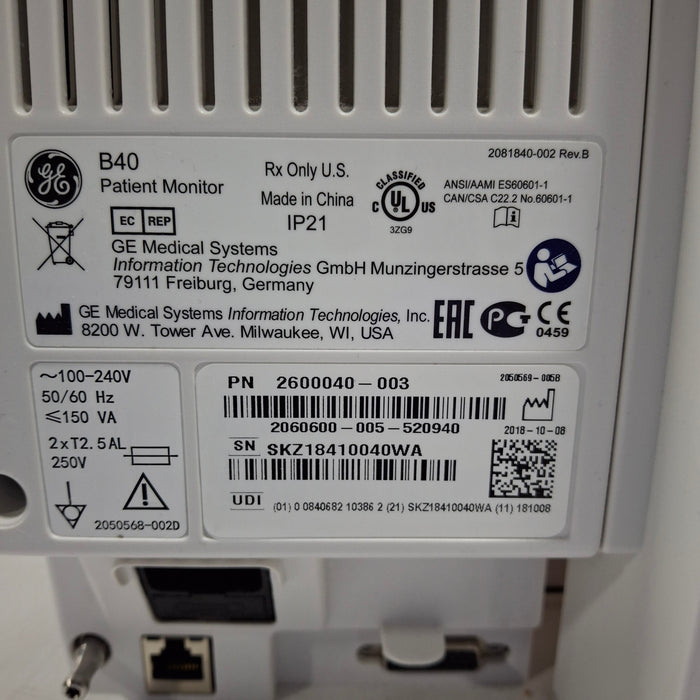 GE
B40
Patient Monitor
Rx Only U.S.
Made in China
IP21
2081840-002 Rev.B
CLASSIFIED
C UL US
3ZG9
ANSI/AAMI ES60601-1
CAN/CSA C22.2 No.60601-1
EC REP
GE Medical Systems
Information Technologies GmbH Munzingerstrasse 5
79111 Freiburg, Germany
GE Medical Systems Information Technologies, Inc.
8200 W. Tower Ave. Milwaukee, WI, USA
EAC
PCT
CE
0459
~100-240V
50/60 Hz
≤150 VA
2xT2.5AL
250V
2050568-002D
PN 2600040-003
2050569-005B
2060600-005-520940
2018-10-08
SN SKZ18410040WA
UDI (01) 0 0840682 10386 2 (21) SKZ18410040WA (11) 181008